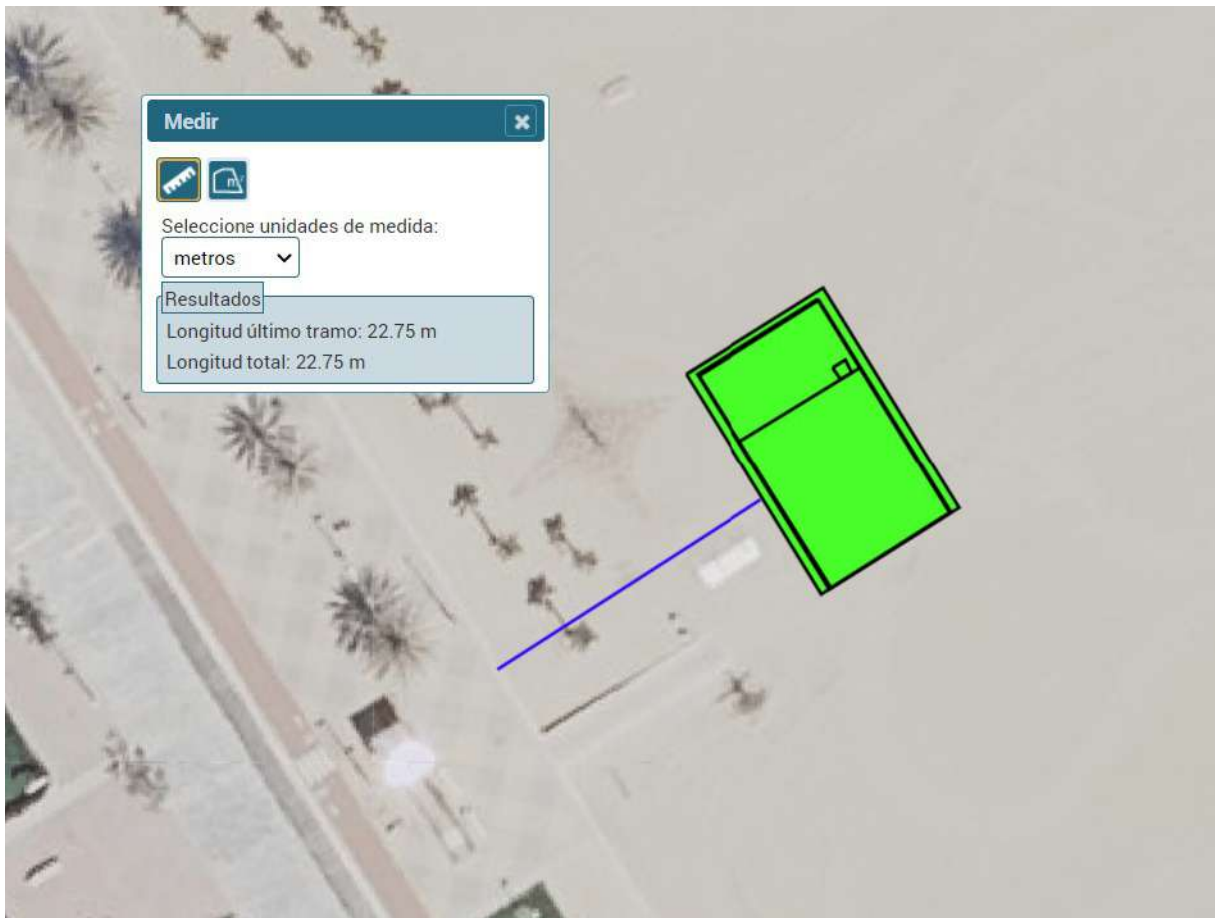 Medir
Seleccione unidades de medida:
metros
Resultados
Longitud último tramo: 22.75 m
Longitud total: 22.75 m